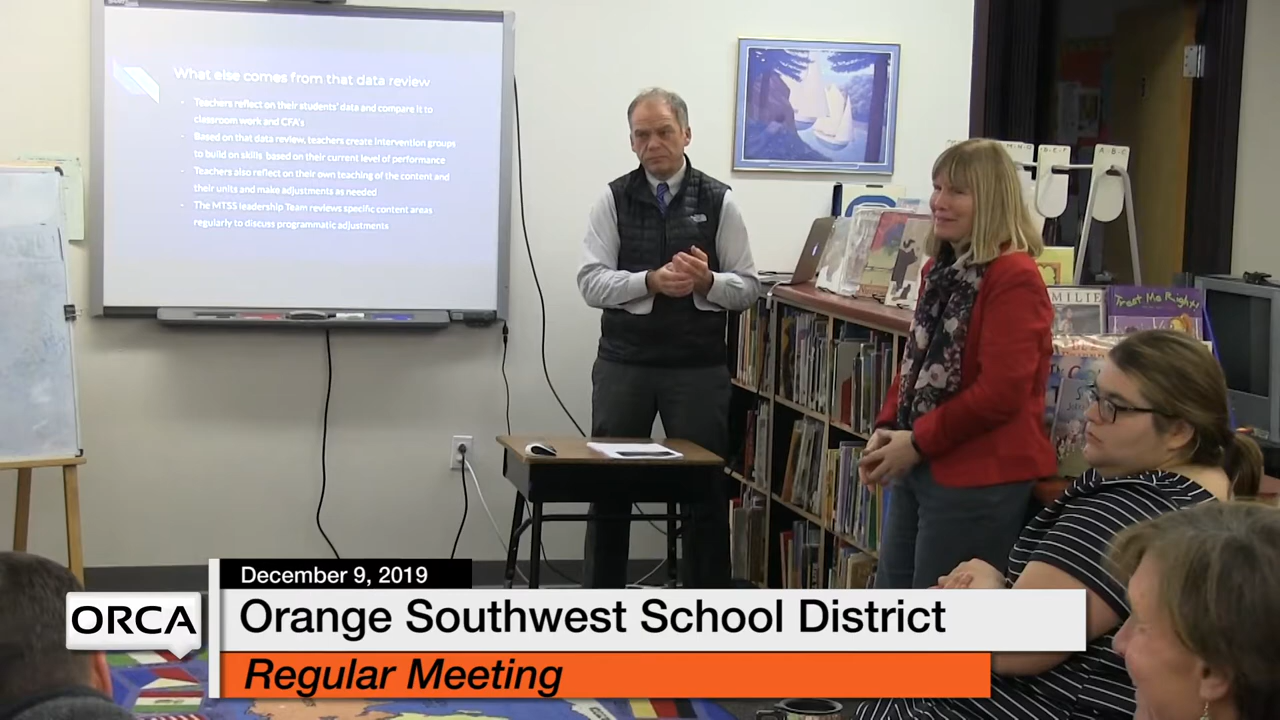 What else comes from that data review
Teachers reflect on their students' data and compare it to
classroom work and CFA's
Based on that data review, teachers create intervention groups
to build on skills based on their current level of performance
Teachers also reflect on their own teaching of the content and
their units and make adjustments as needed
The MTSS leadership Team reviews specific content areas
regularly to discuss programmatic adjustments
A-B-C
Trust Me
December 9, 2019
ORCA
Orange Southwest School District
Regular Meeting